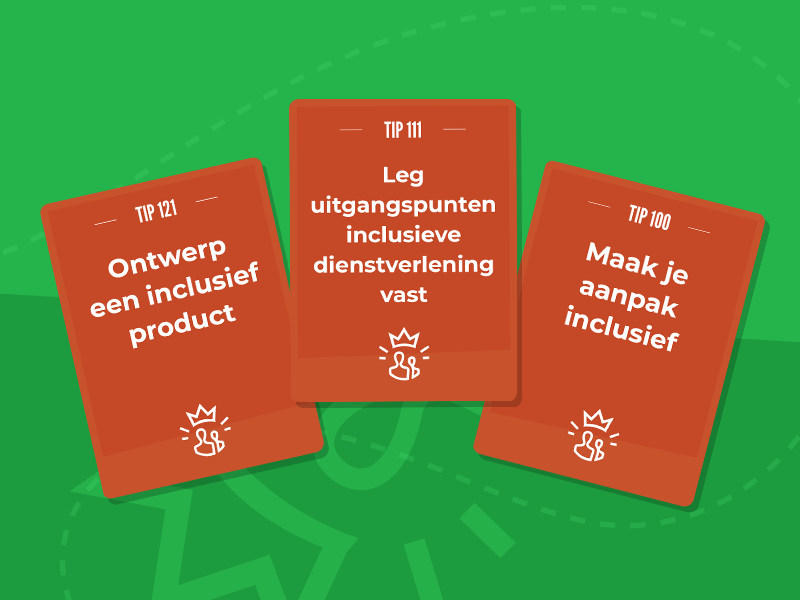 TIP 121
Ontwerp
een inclusief
product
TIP 111
Leg
uitgangspunten
inclusieve
dienstverlening
vast
TIP 100
Maak je
aanpak
inclusief